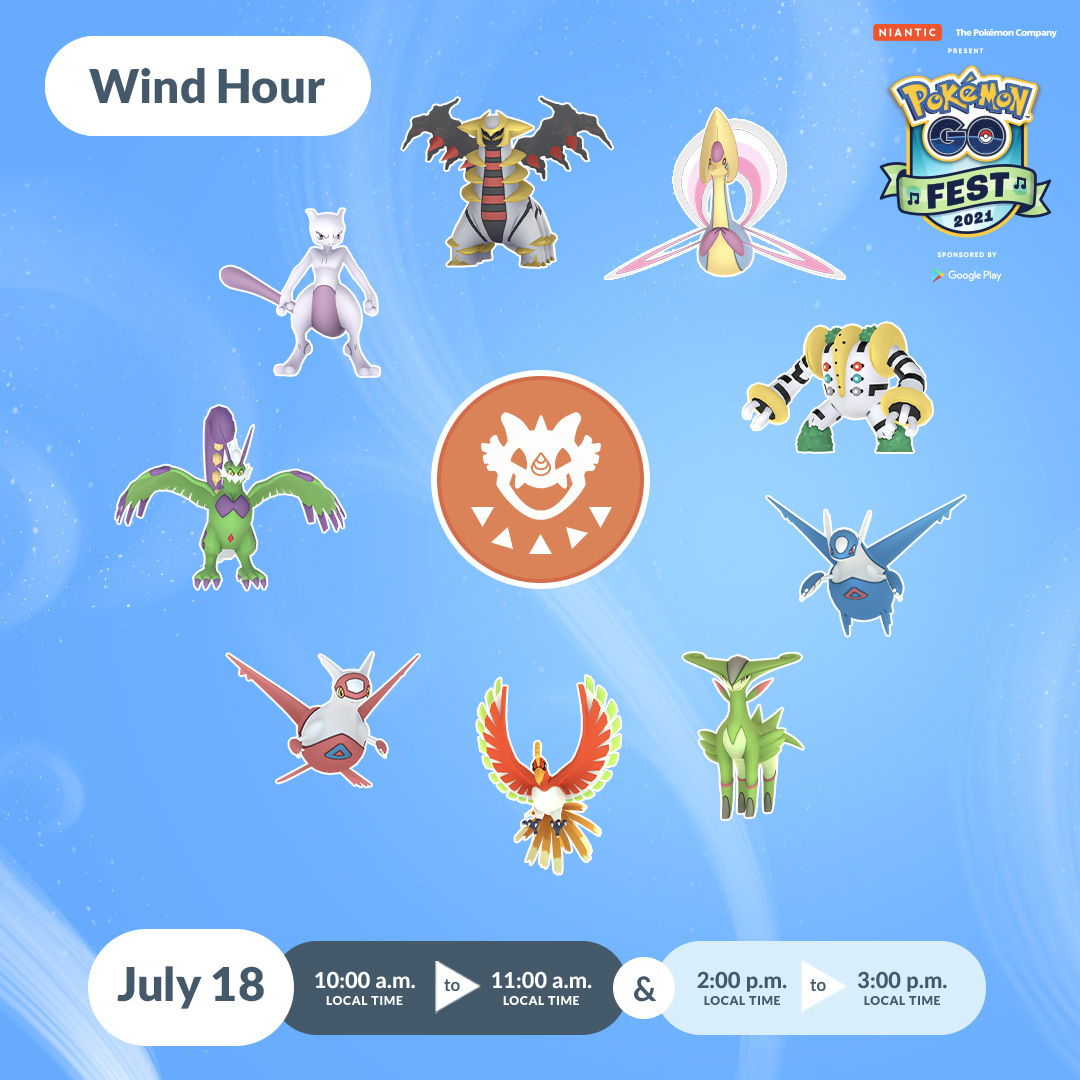 Wind Hour
NIANTIC The Pokémon Company
PRESENT
POKÉMON
GO
FEST
2021
SPONSORED BY
Google Play
July 18
10:00 a.m. to 11:00 a.m. & 2:00 p.m. to 3:00 p.m.
LOCAL TIME LOCAL TIME LOCAL TIME LOCAL TIME